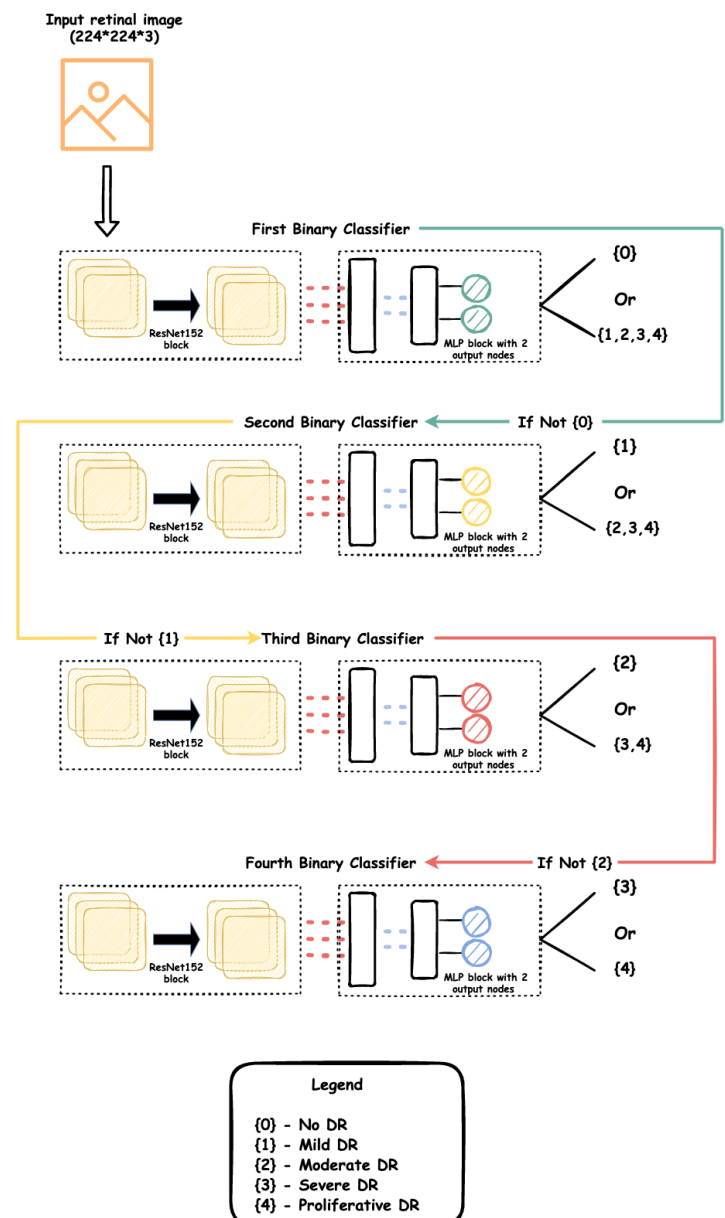 Input retinal image
(224*224*3)
First Binary Classifier
{0}
Or
{1,2,3,4}
ResNet152
block
MLP block with 2
output nodes
Second Binary Classifier
If Not {0}
{1}
Or
{2,3,4}
ResNet152
block
MLP block with 2
output nodes
If Not {1}
Third Binary Classifier
{2}
Or
{3,4}
ResNet152
block
MLP block with 2
output nodes
Fourth Binary Classifier
If Not {2}
{3}
Or
{4}
ResNet152
block
MLP block with 2
output nodes
Legend
{0} - No DR
{1} - Mild DR
{2} - Moderate DR
{3} - Severe DR
{4} - Proliferative DR